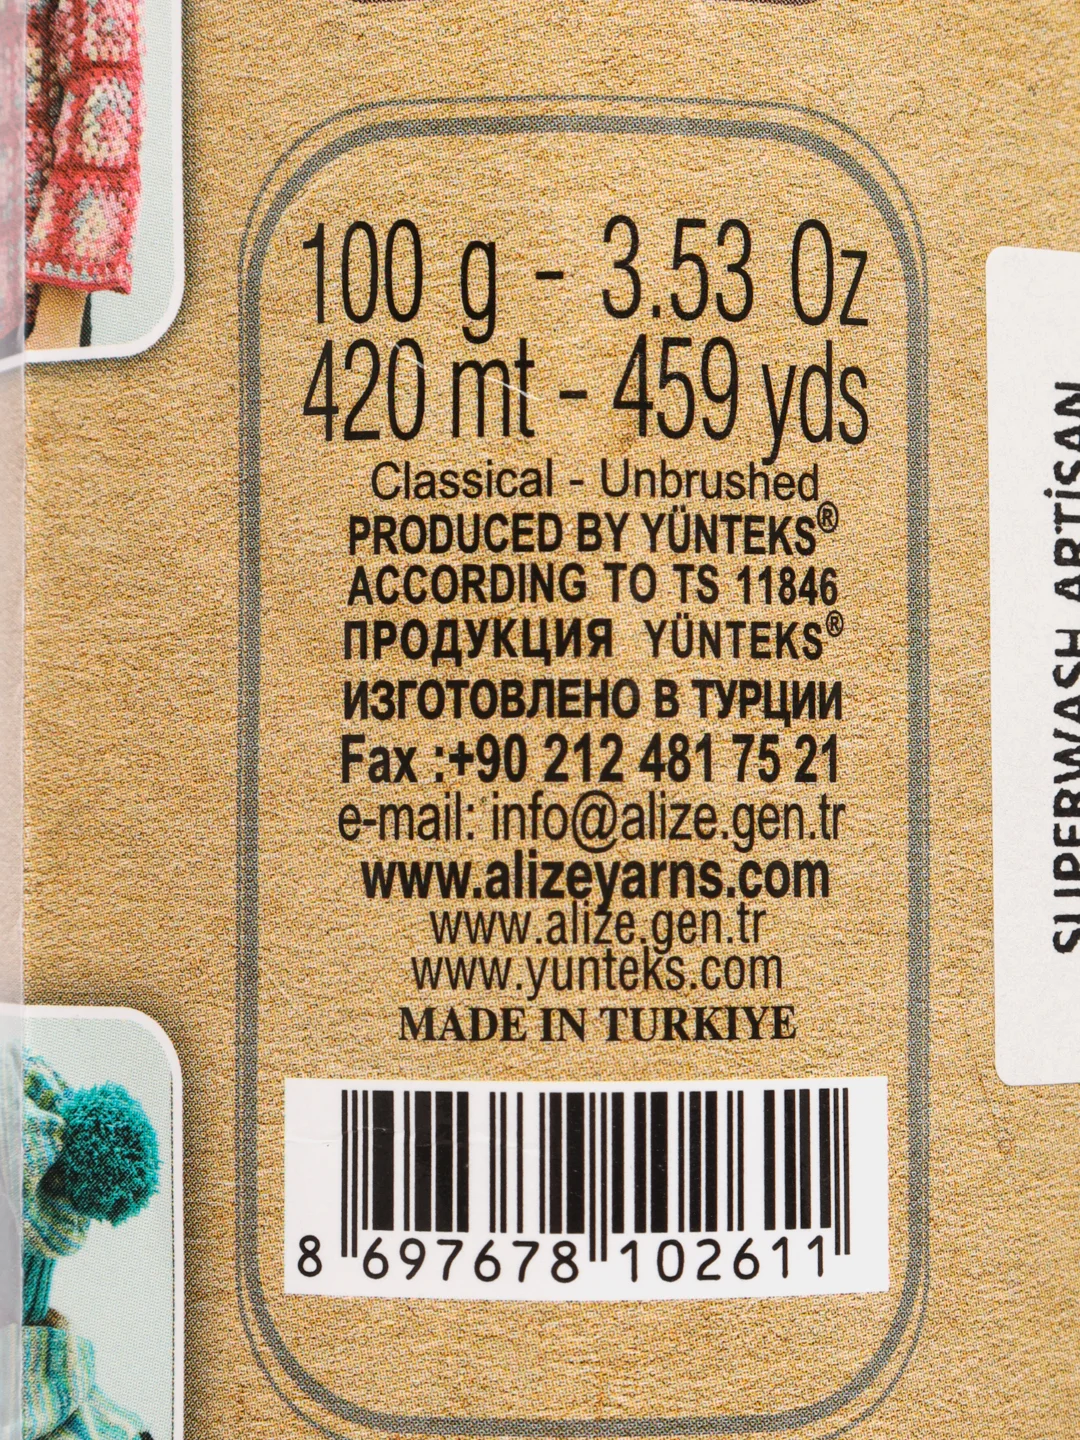 100 g - 3.53 Oz
420 mt - 459 yds
Classical - Unbrushed
PRODUCED BY YÜNTEKS®
ACCORDING TO TS 11846
ПРОДУКЦИЯ YÜNTEKS®
ИЗГОТОВЛЕНО В ТУРЦИИ
Fax :+90 212 481 75 21
e-mail: info@alize.gen.tr
www.alizeyarns.com
www.alize.gen.tr
www.yunteks.com
MADE IN TURKIYE
8 697678 102611
SUPERWASH ARTİSAN